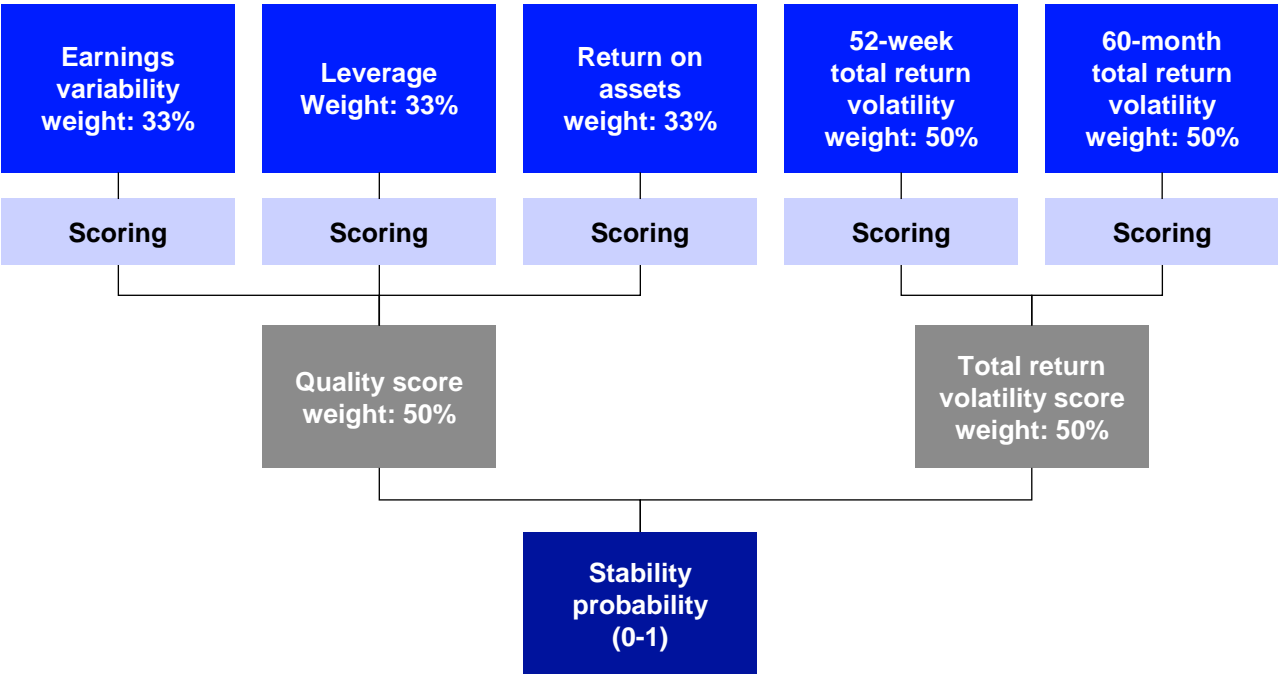 Earnings
variability
weight: 33%
Leverage
Weight: 33%
Return on
assets
weight: 33%
52-week
total return
volatility
weight: 50%
60-month
total return
volatility
weight: 50%
Scoring
Scoring
Scoring
Scoring
Scoring
Quality score
weight: 50%
Total return
volatility score
weight: 50%
Stability
probability
(0-1)